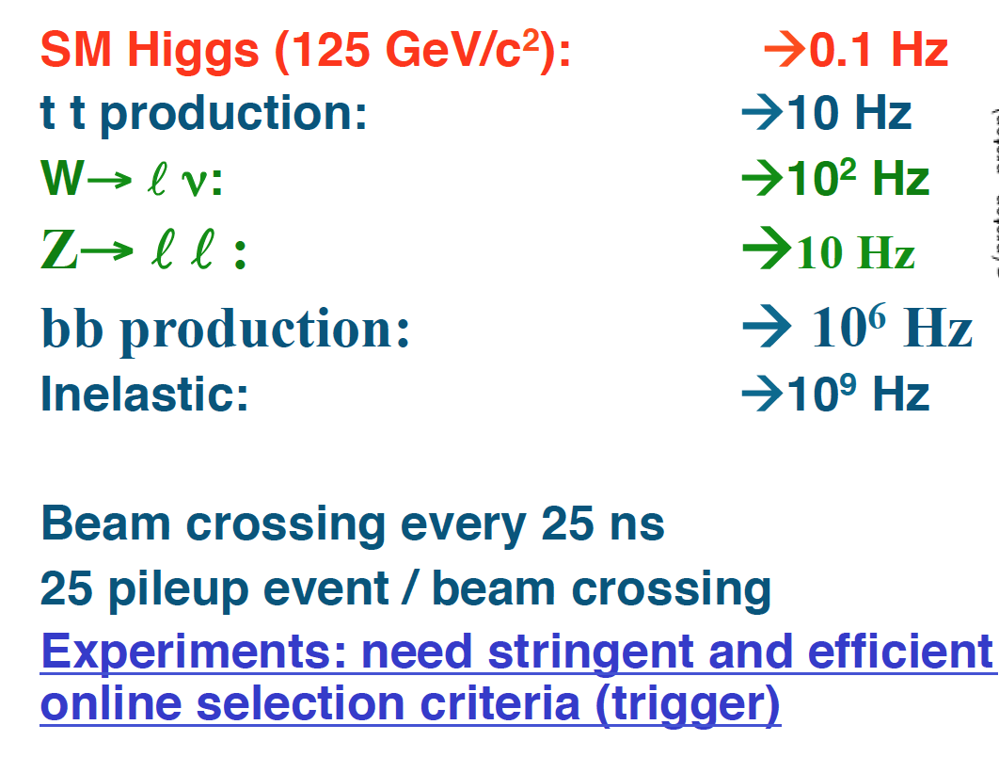 SM Higgs (125 GeV/c²): →0.1 Hz
t t production: →10 Hz
W→ ℓ ν: →10² Hz
Z→ ℓ ℓ : →10 Hz
bb production: → 10⁶ Hz
Inelastic: →10⁹ Hz
Beam crossing every 25 ns
25 pileup event / beam crossing
Experiments: need stringent and efficient
online selection criteria (trigger)